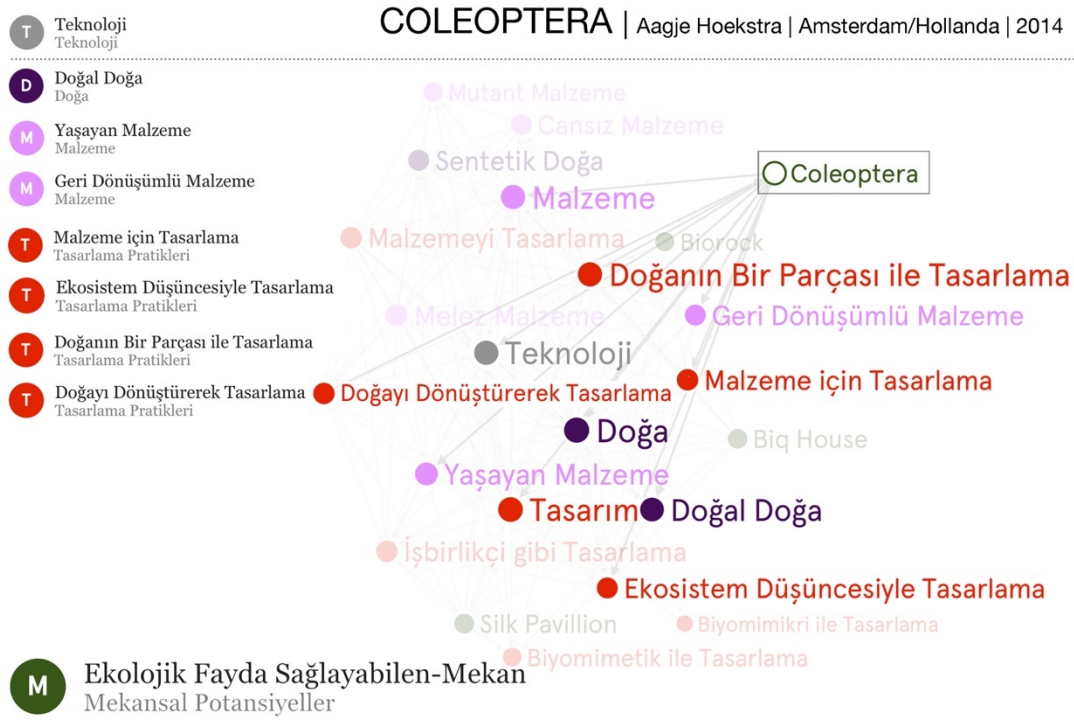 COLEOPTERA | Aagje Hoekstra | Amsterdam/Hollanda | 2014
T Teknoloji
Teknoloji
D Doğal Doğa
Doğa
M Yaşayan Malzeme
Malzeme
M Geri Dönüşümlü Malzeme
Malzeme
T Malzeme için Tasarlama
Tasarlama Pratikleri
T Ekosistem Düşüncesiyle Tasarlama
Tasarlama Pratikleri
T Doğanın Bir Parçası ile Tasarlama
Tasarlama Pratikleri
T Doğayı Dönüştürerek Tasarlama
Tasarlama Pratikleri
Mutant Malzeme
Cansız Malzeme
Sentetik Doğa
Coleoptera
Malzeme
Malzemeyi Tasarlama
Biorock
Doğanın Bir Parçası ile Tasarlama
Melez Malzeme
Geri Dönüşümlü Malzeme
Teknoloji
Malzeme için Tasarlama
Doğayı Dönüştürerek Tasarlama
Doğa
Biq House
Yaşayan Malzeme
Tasarım
Doğal Doğa
İşbirlikçi gibi Tasarlama
Ekosistem Düşüncesiyle Tasarlama
Silk Pavillion
Biyomimikri ile Tasarlama
Biyomimetik ile Tasarlama
M Ekolojik Fayda Sağlayabilen-Mekan
Mekansal Potansiyeller